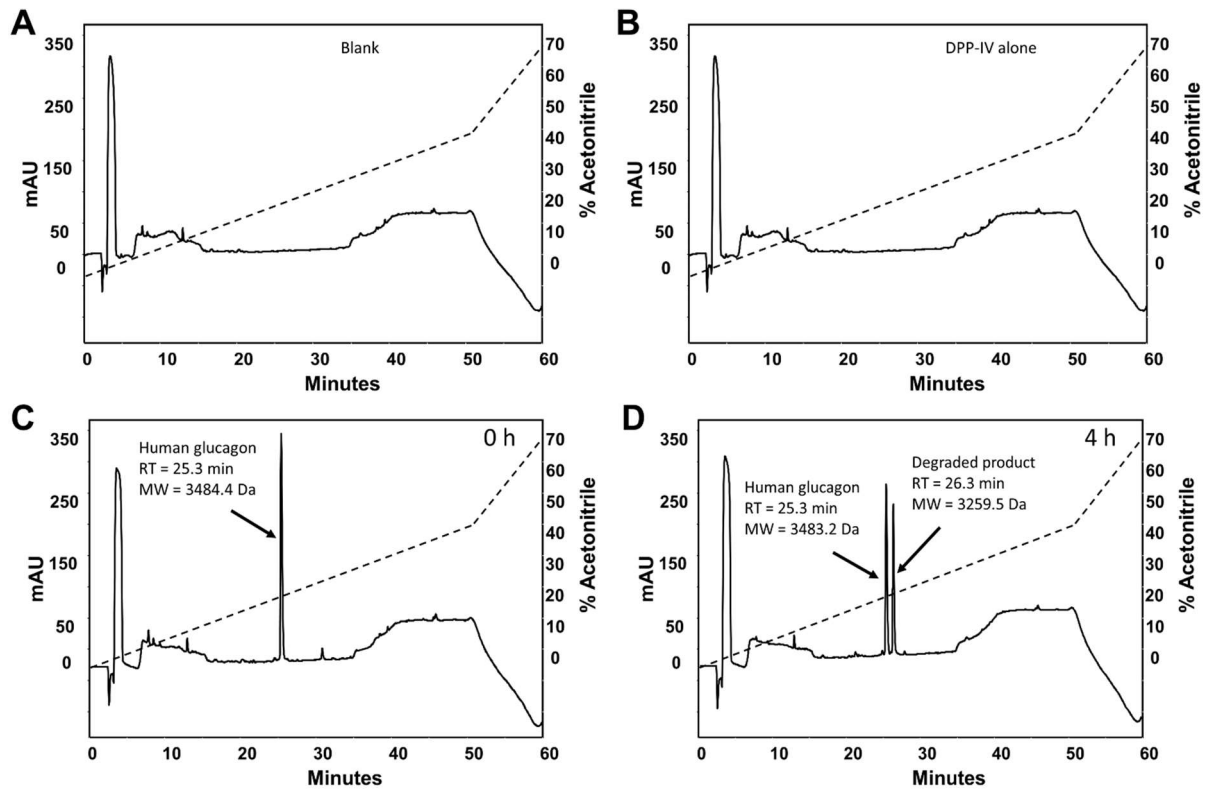 A
Blank
350
250
150
50
0
mAU
70
60
50
40
30
20
10
0
% Acetonitrile
0 10 20 30 40 50 60
Minutes
B
DPP-IV alone
350
250
150
50
0
mAU
70
60
50
40
30
20
10
0
% Acetonitrile
0 10 20 30 40 50 60
Minutes
C
0 h
Human glucagon
RT = 25.3 min
MW = 3484.4 Da
350
250
150
50
0
mAU
70
60
50
40
30
20
10
0
% Acetonitrile
0 10 20 30 40 50 60
Minutes
D
4 h
Human glucagon
RT = 25.3 min
MW = 3483.2 Da
Degraded product
RT = 26.3 min
MW = 3259.5 Da
350
250
150
50
0
mAU
70
60
50
40
30
20
10
0
% Acetonitrile
0 10 20 30 40 50 60
Minutes